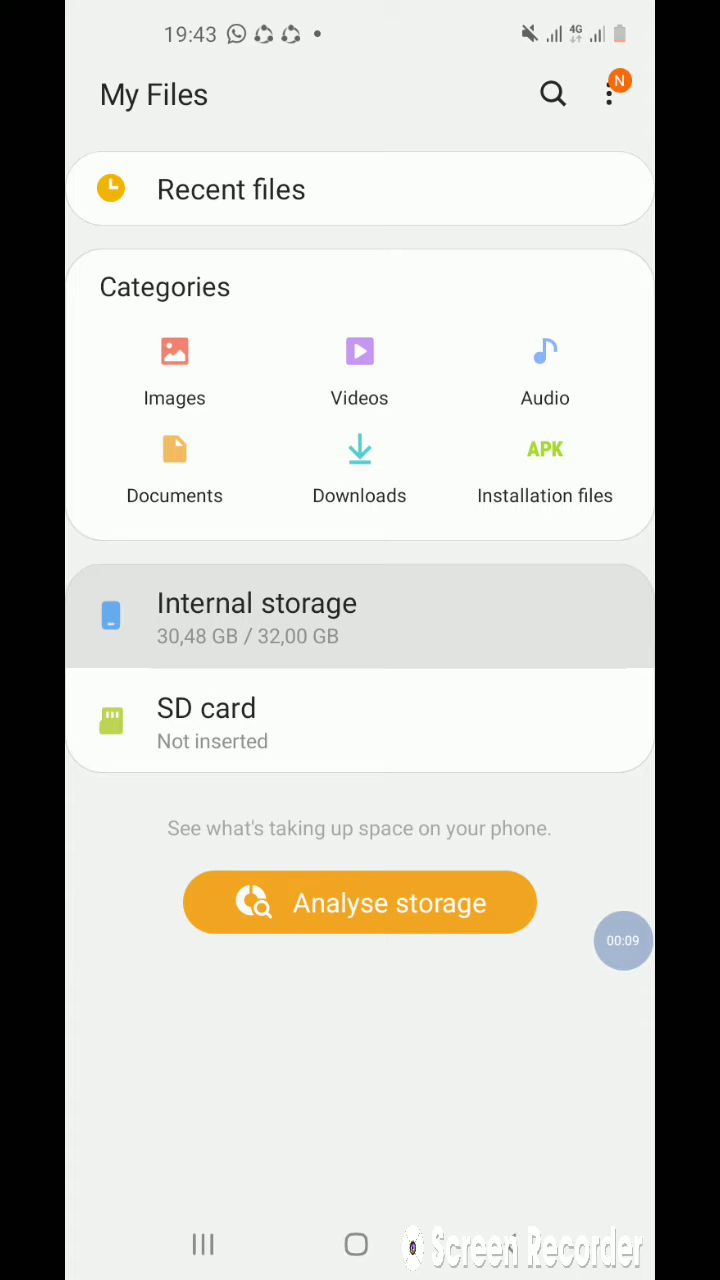 19:43
4G
My Files
N
Recent files
Categories
Images
Videos
Audio
Documents
Downloads
APK
Installation files
Internal storage
30,48 GB / 32,00 GB
SD card
Not inserted
See what's taking up space on your phone.
Analyse storage
00:09
Screen Recorder